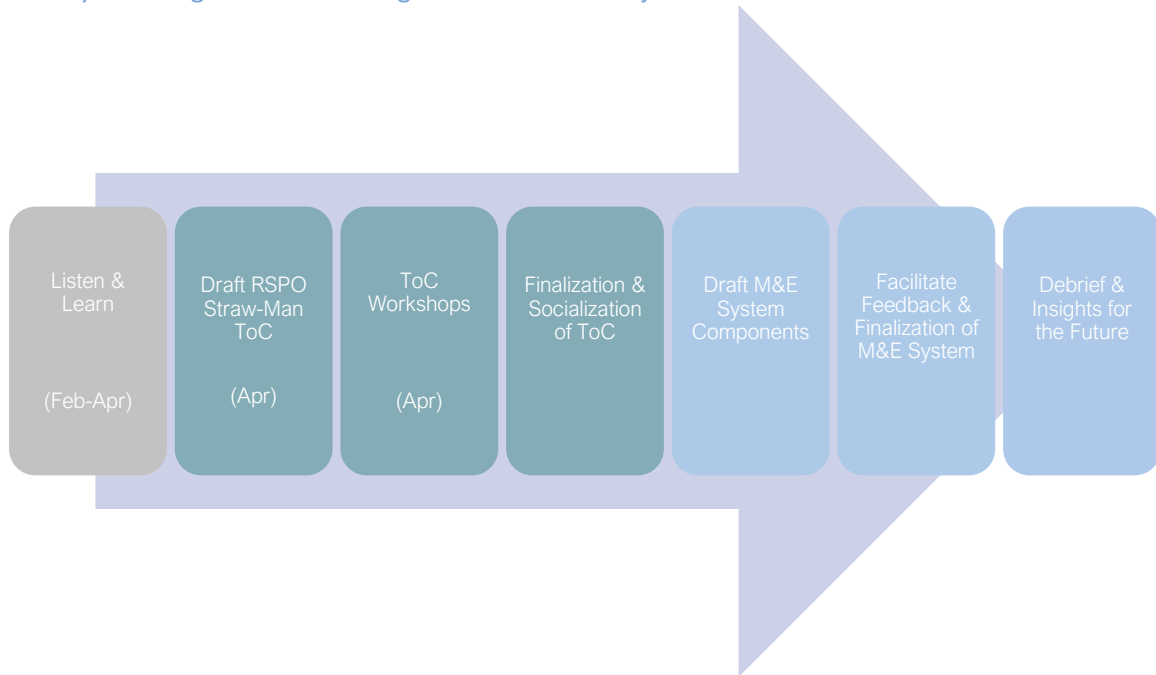 Listen &
Learn
(Feb-Apr)
Draft RSPO
Straw-Man
ToC
(Apr)
ToC
Workshops
(Apr)
Finalization &
Socialization
of ToC
Draft M&E
System
Components
Facilitate
Feedback &
Finalization of
M&E System
Debrief &
Insights for
the Future